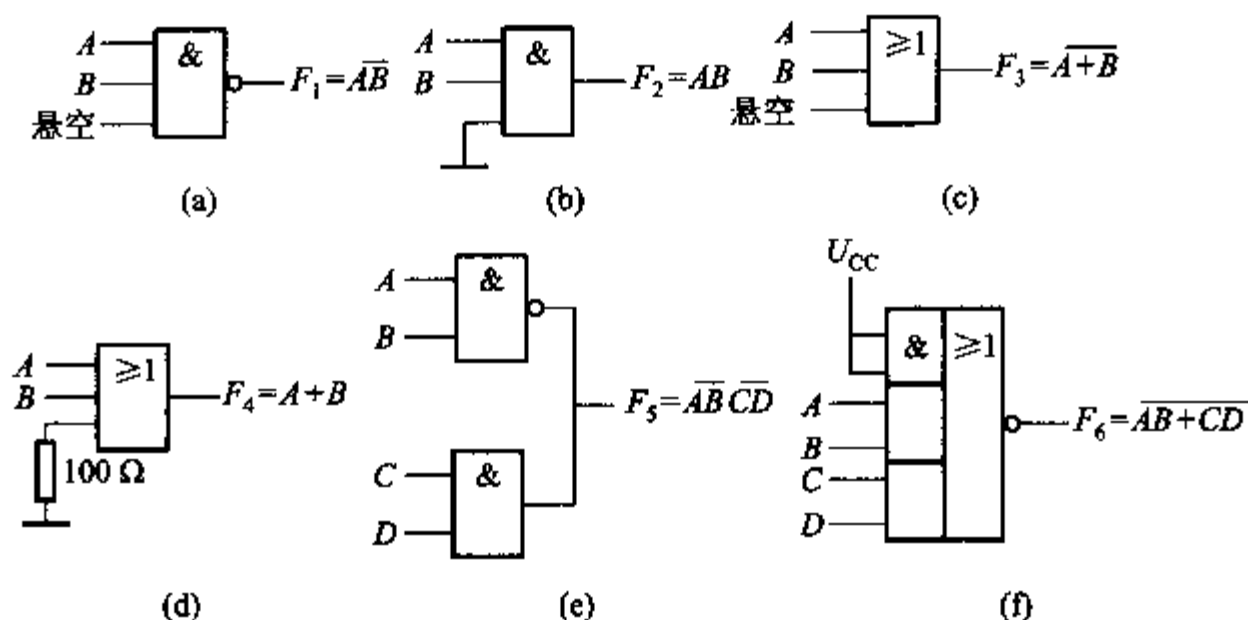 A
B
悬空
&
F₁ = A\overline{B}
(a)
A
B
&
F₂ = AB
(b)
A
B
悬空
≥1
F₃ = \overline{A+B}
(c)
A
B
100 Ω
≥1
F₄ = A + B
(d)
A
B
&
C
D
&
F₅ = \overline{AB} \overline{CD}
(e)
U_CC
&
≥1
A
B
C
D
F₆ = \overline{AB+CD}
(f)